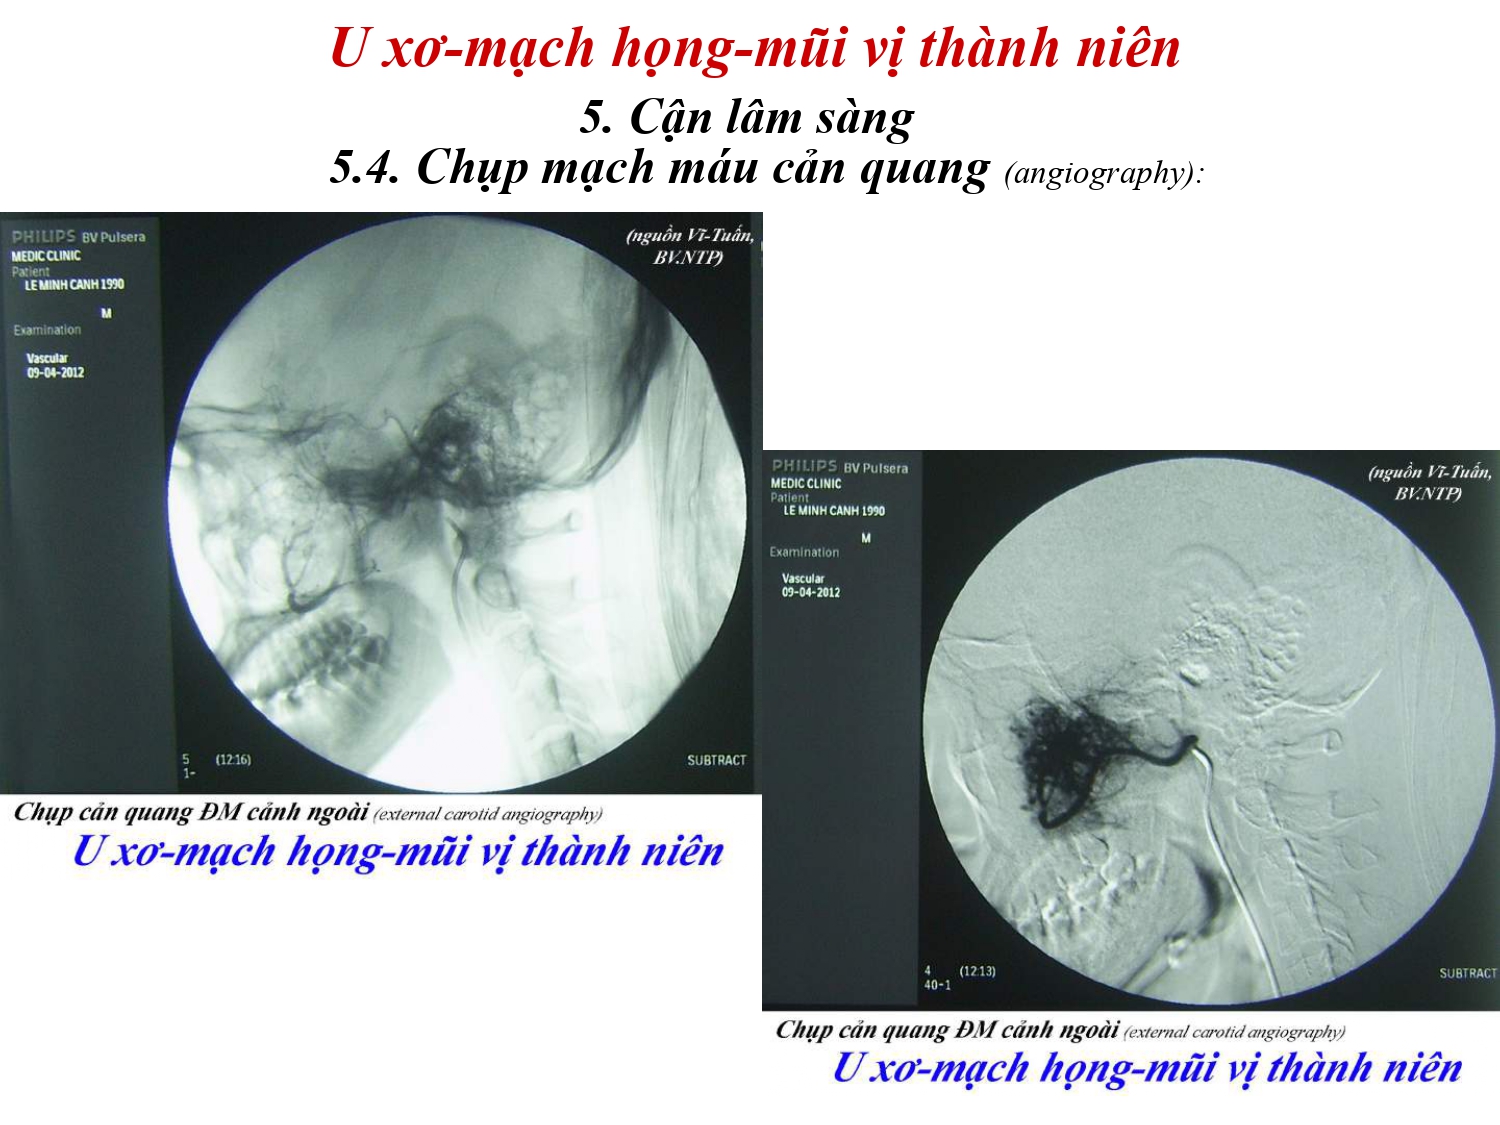 U xơ-mạch họng-mũi vị thành niên
5. Cận lâm sàng
5.4. Chụp mạch máu cản quang (angiography):
PHILIPS BV Pulsera
MEDIC CLINIC
Patient
LE MINH CANH 1990
M
Examination
Vascular
09-04-2012
(nguồn Vĩ-Tuấn,
BV.NTP)
5 (12:16)
1-
SUBTRACT
Chụp cản quang ĐM cảnh ngoài (external carotid angiography)
U xơ-mạch họng-mũi vị thành niên
PHILIPS BV Pulsera
MEDIC CLINIC
Patient
LE MINH CANH 1990
M
Examination
Vascular
09-04-2012
(nguồn Vĩ-Tuấn,
BV.NTP)
4 (12:13)
40-1
SUBTRACT
Chụp cản quang ĐM cảnh ngoài (external carotid angiography)
U xơ-mạch họng-mũi vị thành niên